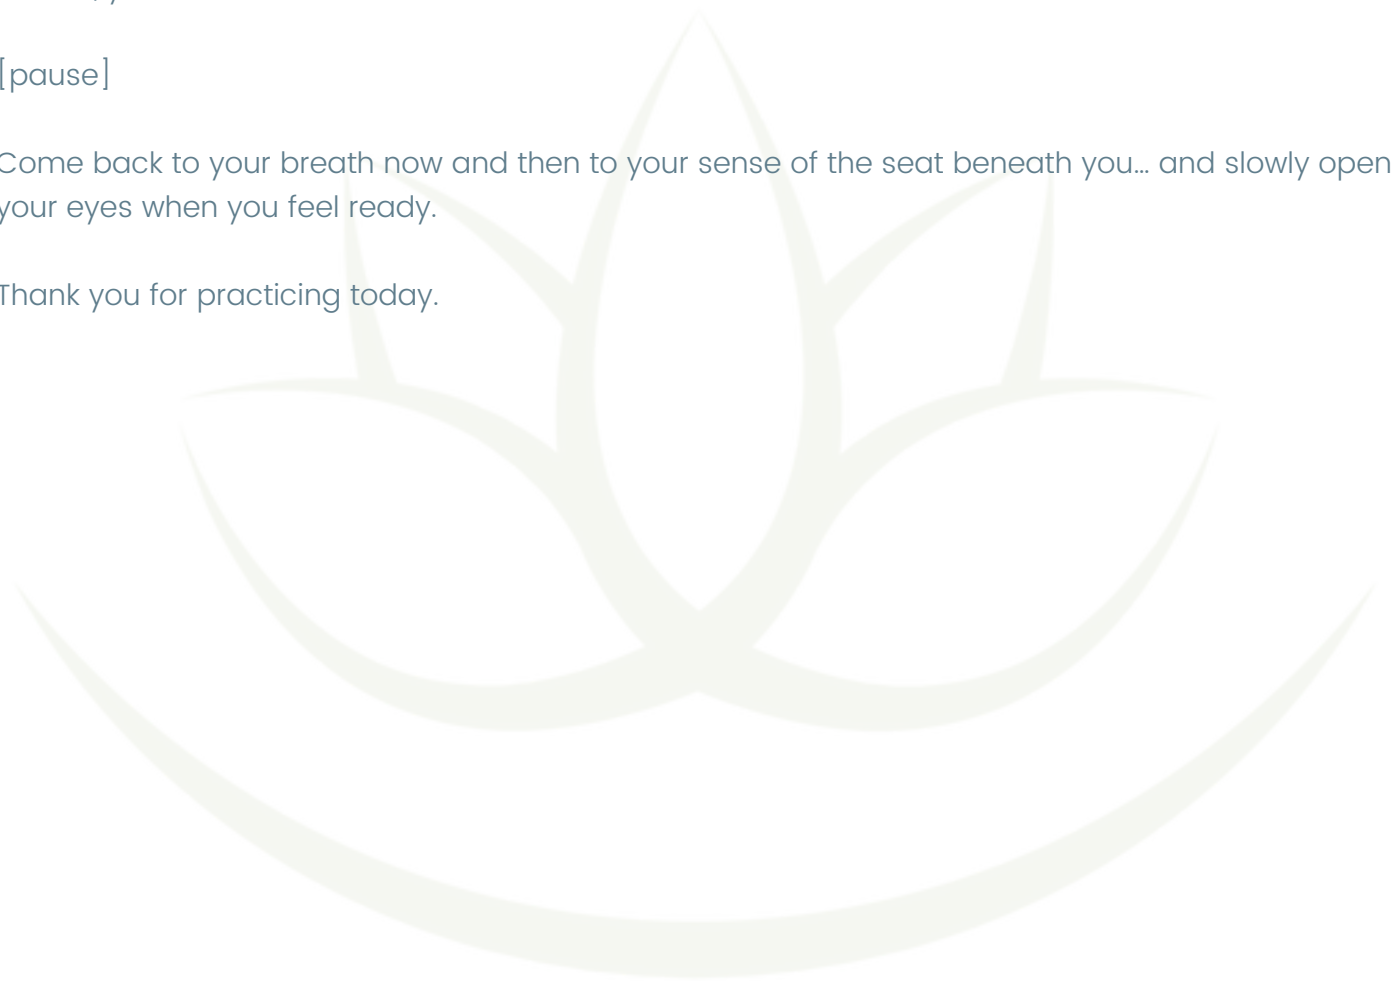 [pause]
Come back to your breath now and then to your sense of the seat beneath you... and slowly open
your eyes when you feel ready.
Thank you for practicing today.